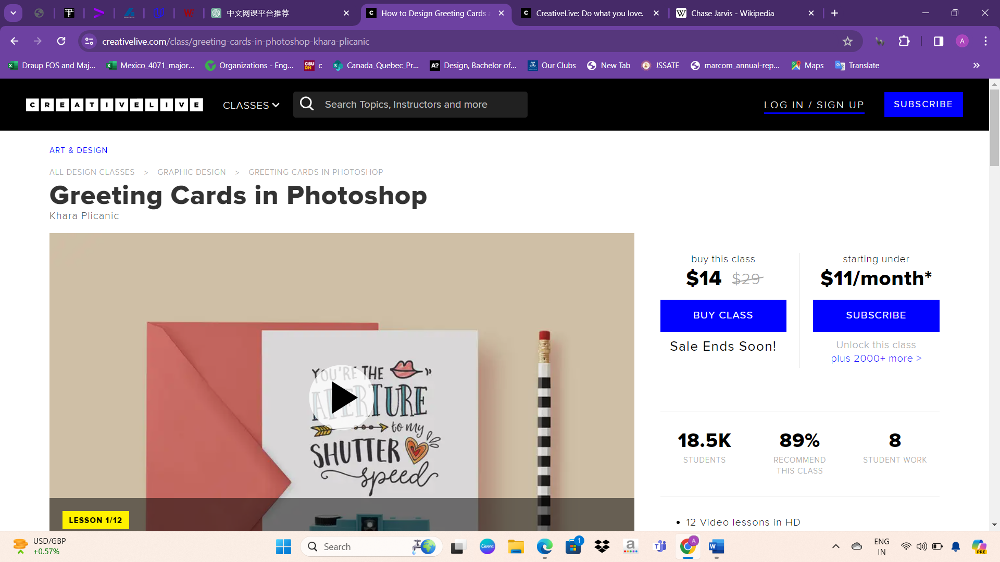 中文网课平台推荐
How to Design Greeting Cards a
CreativeLive: Do what you love.
Chase Jarvis - Wikipedia
creativelive.com/class/greeting-cards-in-photoshop-khara-plicanic
A
Draup FOS and Maj...
Mexico_4071_major...
Organizations - Eng...
c
Canada_Quebec_Pr...
Design, Bachelor of...
Our Clubs
New Tab
JSSATE
marcom_annual-rep...
Maps
Translate
CREATIVELIVE
CLASSES
Search Topics, Instructors and more
LOG IN / SIGN UP
SUBSCRIBE
ART & DESIGN
ALL DESIGN CLASSES > GRAPHIC DESIGN > GREETING CARDS IN PHOTOSHOP
Greeting Cards in Photoshop
Khara Plicanic
YOU'RE THE
APERTURE
to my
SHUTTER
speed
LESSON 1/12
buy this class
$14 $29
BUY CLASS
Sale Ends Soon!
starting under
$11/month*
SUBSCRIBE
Unlock this class
plus 2000+ more >
18.5K
STUDENTS
89%
RECOMMEND
THIS CLASS
8
STUDENT WORK
• 12 Video lessons in HD
USD/GBP
+0.57%
Search
Canva
1
A
ENG
IN
PRE